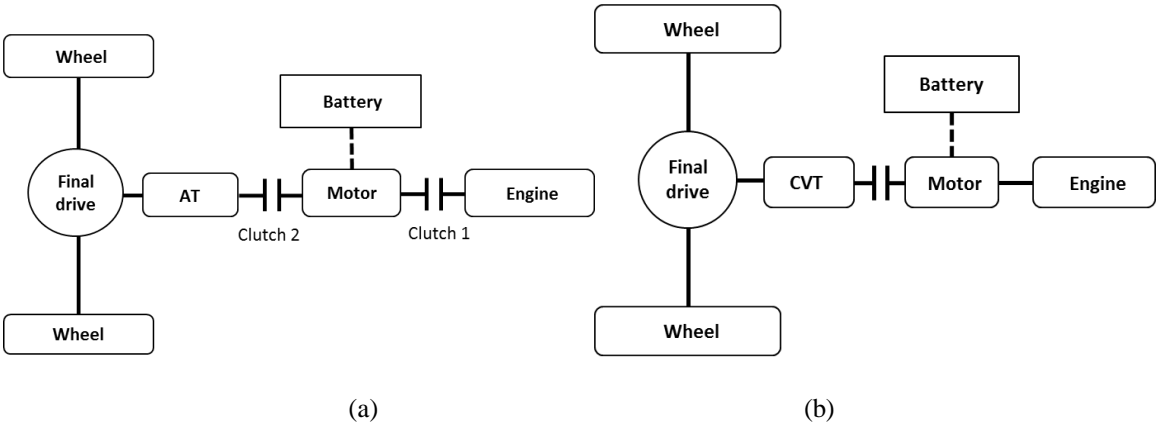 Wheel
Battery
Final
drive
AT
Motor
Engine
Clutch 2
Clutch 1
Wheel
(a)
Wheel
Battery
Final
drive
CVT
Motor
Engine
Wheel
(b)